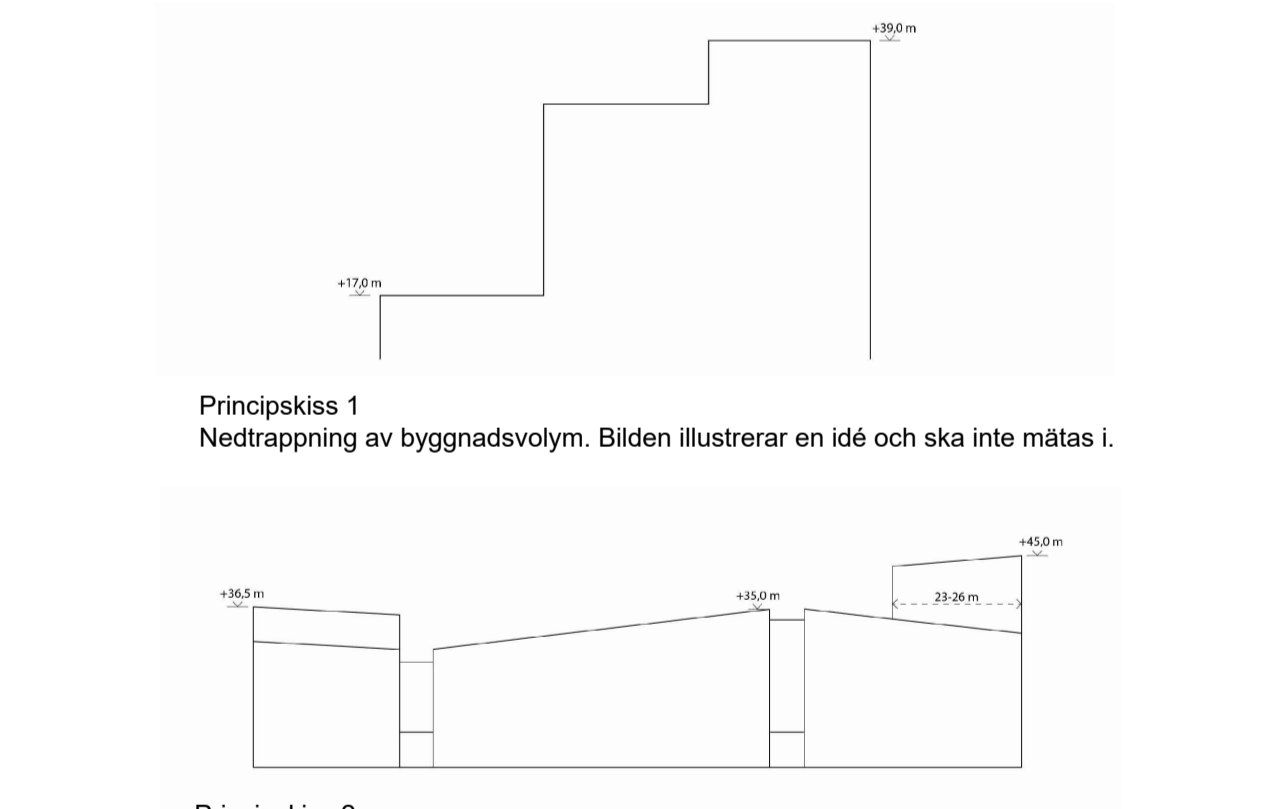 +39,0 m
+17,0 m
Principskiss 1
Nedtrappning av byggnadsvolym. Bilden illustrerar en idé och ska inte mätas i.
+45,0 m
+36,5 m
+35,0 m
23-26 m